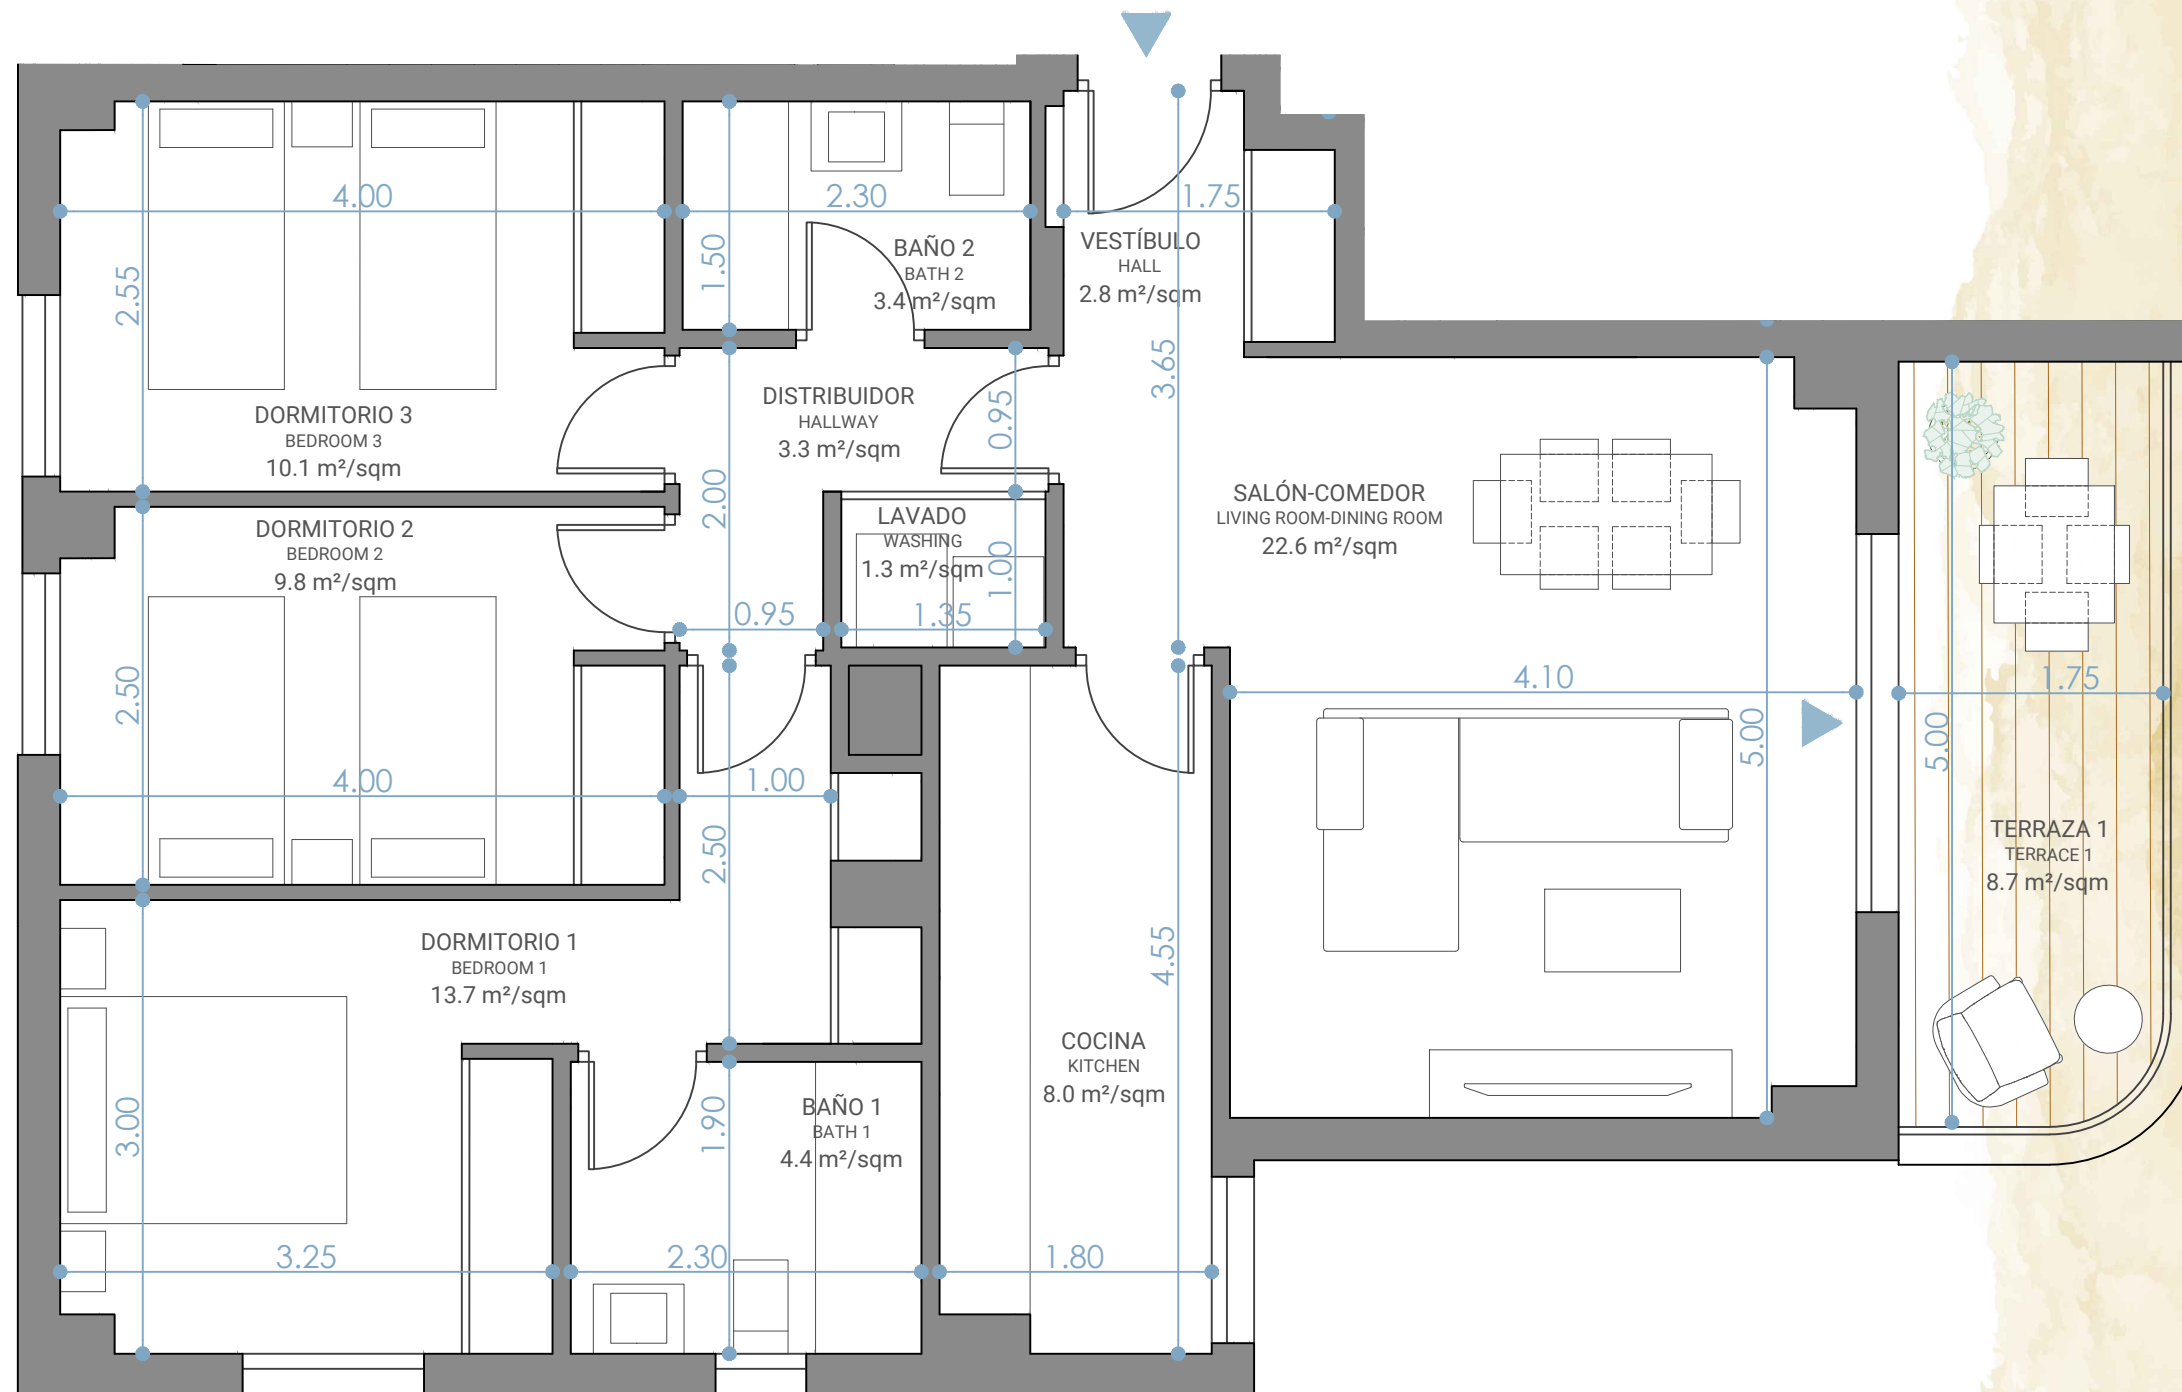 4.00
2.30
1.75
2.55
1.50
3.65
BAÑO 2
BATH 2
3.4 m²/sqm
VESTÍBULO
HALL
2.8 m²/sqm
DORMITORIO 3
BEDROOM 3
10.1 m²/sqm
DISTRIBUIDOR
HALLWAY
3.3 m²/sqm
0.95
2.00
DORMITORIO 2
BEDROOM 2
9.8 m²/sqm
LAVADO
WASHING
1.3 m²/sqm
1.00
0.95
1.35
SALÓN-COMEDOR
LIVING ROOM-DINING ROOM
22.6 m²/sqm
4.10
1.75
2.50
5.00
5.00
4.00
1.00
2.50
TERRAZA 1
TERRACE 1
8.7 m²/sqm
DORMITORIO 1
BEDROOM 1
13.7 m²/sqm
4.55
COCINA
KITCHEN
8.0 m²/sqm
3.00
1.90
BAÑO 1
BATH 1
4.4 m²/sqm
3.25
2.30
1.80